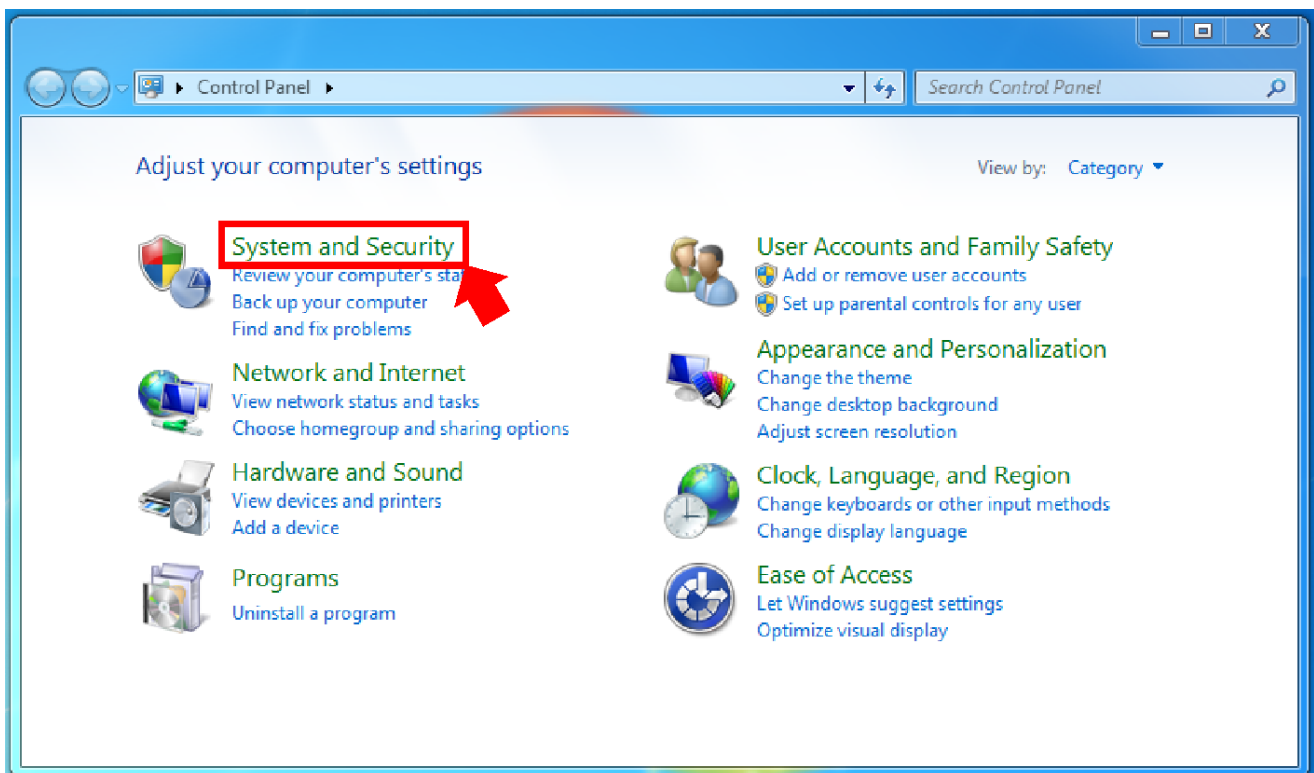 Control Panel
Search Control Panel
Adjust your computer's settings
View by: Category
System and Security
Review your computer's
Back up your computer
Find and fix problems
Network and Internet
View network status and tasks
Choose homegroup and sharing options
Hardware and Sound
View devices and printers
Add a device
Programs
Uninstall a program
User Accounts and Family Safety
Add or remove user accounts
Set up parental controls for any user
Appearance and Personalization
Change the theme
Change desktop background
Adjust screen resolution
Clock, Language, and Region
Change keyboards or other input methods
Change display language
Ease of Access
Let Windows suggest settings
Optimize visual display